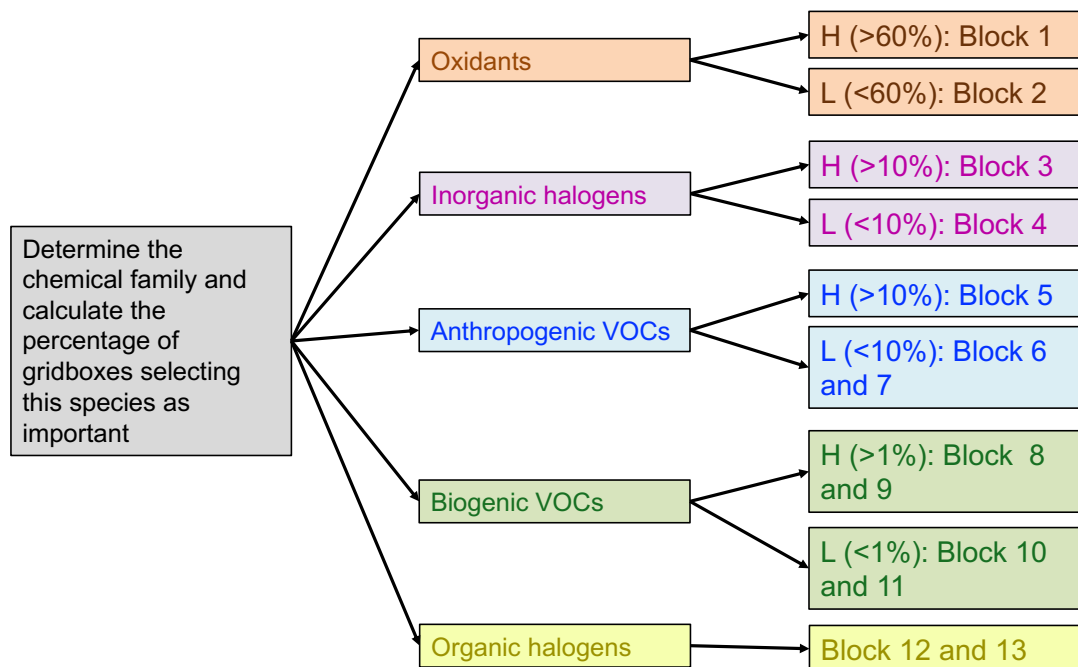 Determine the
chemical family and
calculate the
percentage of
gridboxes selecting
this species as
important
Oxidants
H (>60%): Block 1
L (<60%): Block 2
Inorganic halogens
H (>10%): Block 3
L (<10%): Block 4
Anthropogenic VOCs
H (>10%): Block 5
L (<10%): Block 6
and 7
Biogenic VOCs
H (>1%): Block  8
and 9
L (<1%): Block 10
and 11
Organic halogens
Block 12 and 13